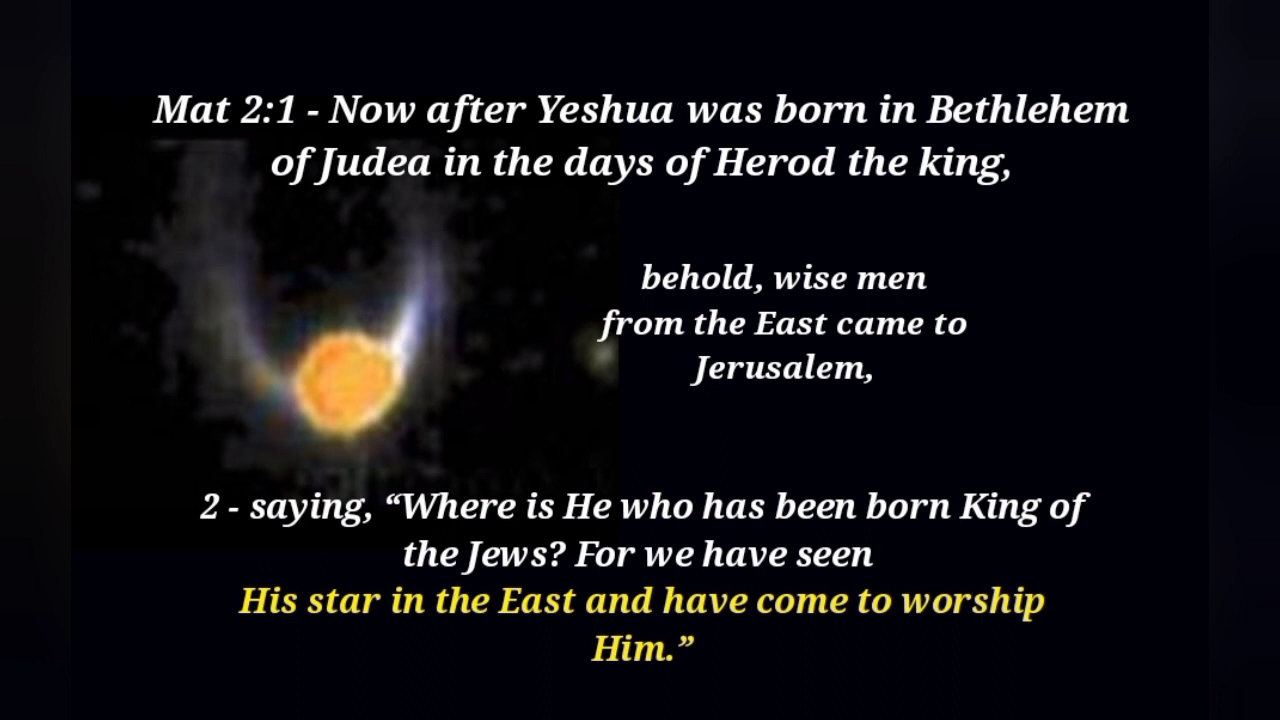 Mat 2:1 - Now after Yeshua was born in Bethlehem
of Judea in the days of Herod the king,
behold, wise men
from the East came to
Jerusalem,
2 - saying, “Where is He who has been born King of
the Jews? For we have seen
His star in the East and have come to worship
Him.”